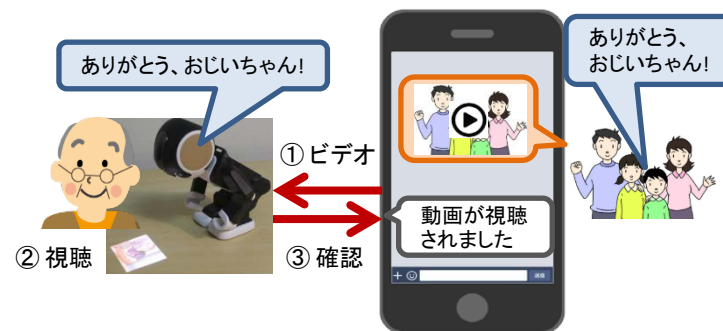 ありがとう、おじいちゃん!
ありがとう、
おじいちゃん!
① ビデオ
動画が視聴
されました
② 視聴
③ 確認
+
送信